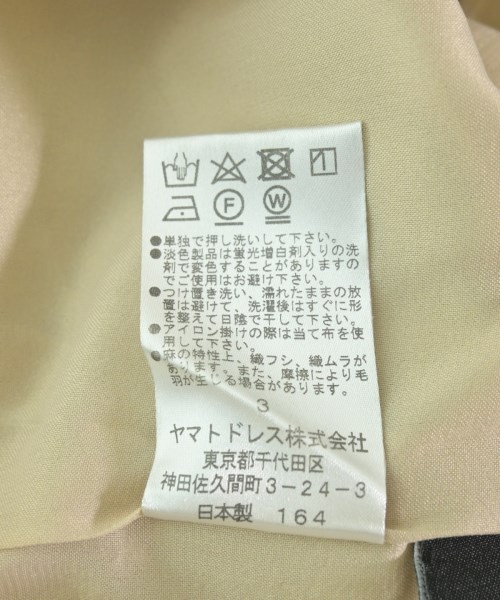 Ⓕ Ⓦ
●単独で押し洗いして下さい。
●淡色製品は蛍光増白剤入りの洗
剤で変色することがありますの
でご使用はお避け下さい。
●つけ置き洗い、濡れたままの放
置は避けて、洗濯後はすぐに形
を整えて日陰で干して下さい。
●アイロン掛けの際は当て布を使
用して下さい。
●麻の特性上、織フシ、織ムラが
あります。また、摩擦により毛
羽が生じる場合があります。
3
ヤマトドレス株式会社
東京都千代田区
神田佐久間町3-24-3
日本製 164